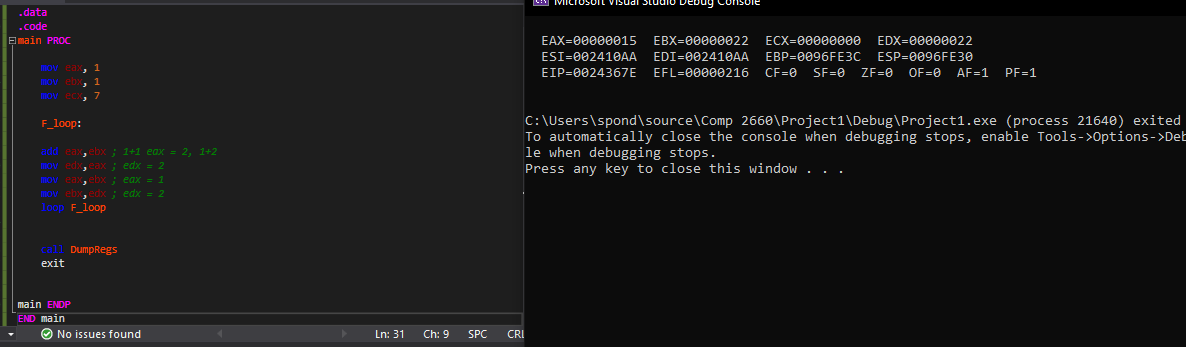 .data
.code
main PROC
mov eax, 1
mov ebx, 1
mov ecx, 7
F_loop:
add eax,ebx ; 1+1 eax = 2, 1+2
mov edx,eax ; edx = 2
mov eax,ebx ; eax = 1
mov ebx,edx ; edx = 2
loop F_loop
call DumpRegs
exit
main ENDP
END main
No issues found
Ln: 31 Ch: 9 SPC CRL
Microsoft Visual Studio Debug Console
EAX=00000015 EBX=00000022 ECX=00000000 EDX=00000022
ESI=002410AA EDI=002410AA EBP=0096FE3C ESP=0096FE30
EIP=0024367E EFL=00000216 CF=0 SF=0 ZF=0 OF=0 AF=1 PF=1
C:\Users\spond\source\Comp 2660\Project1\Debug\Project1.exe (process 21640) exited
To automatically close the console when debugging stops, enable Tools->Options->Deb
le when debugging stops.
Press any key to close this window . . .